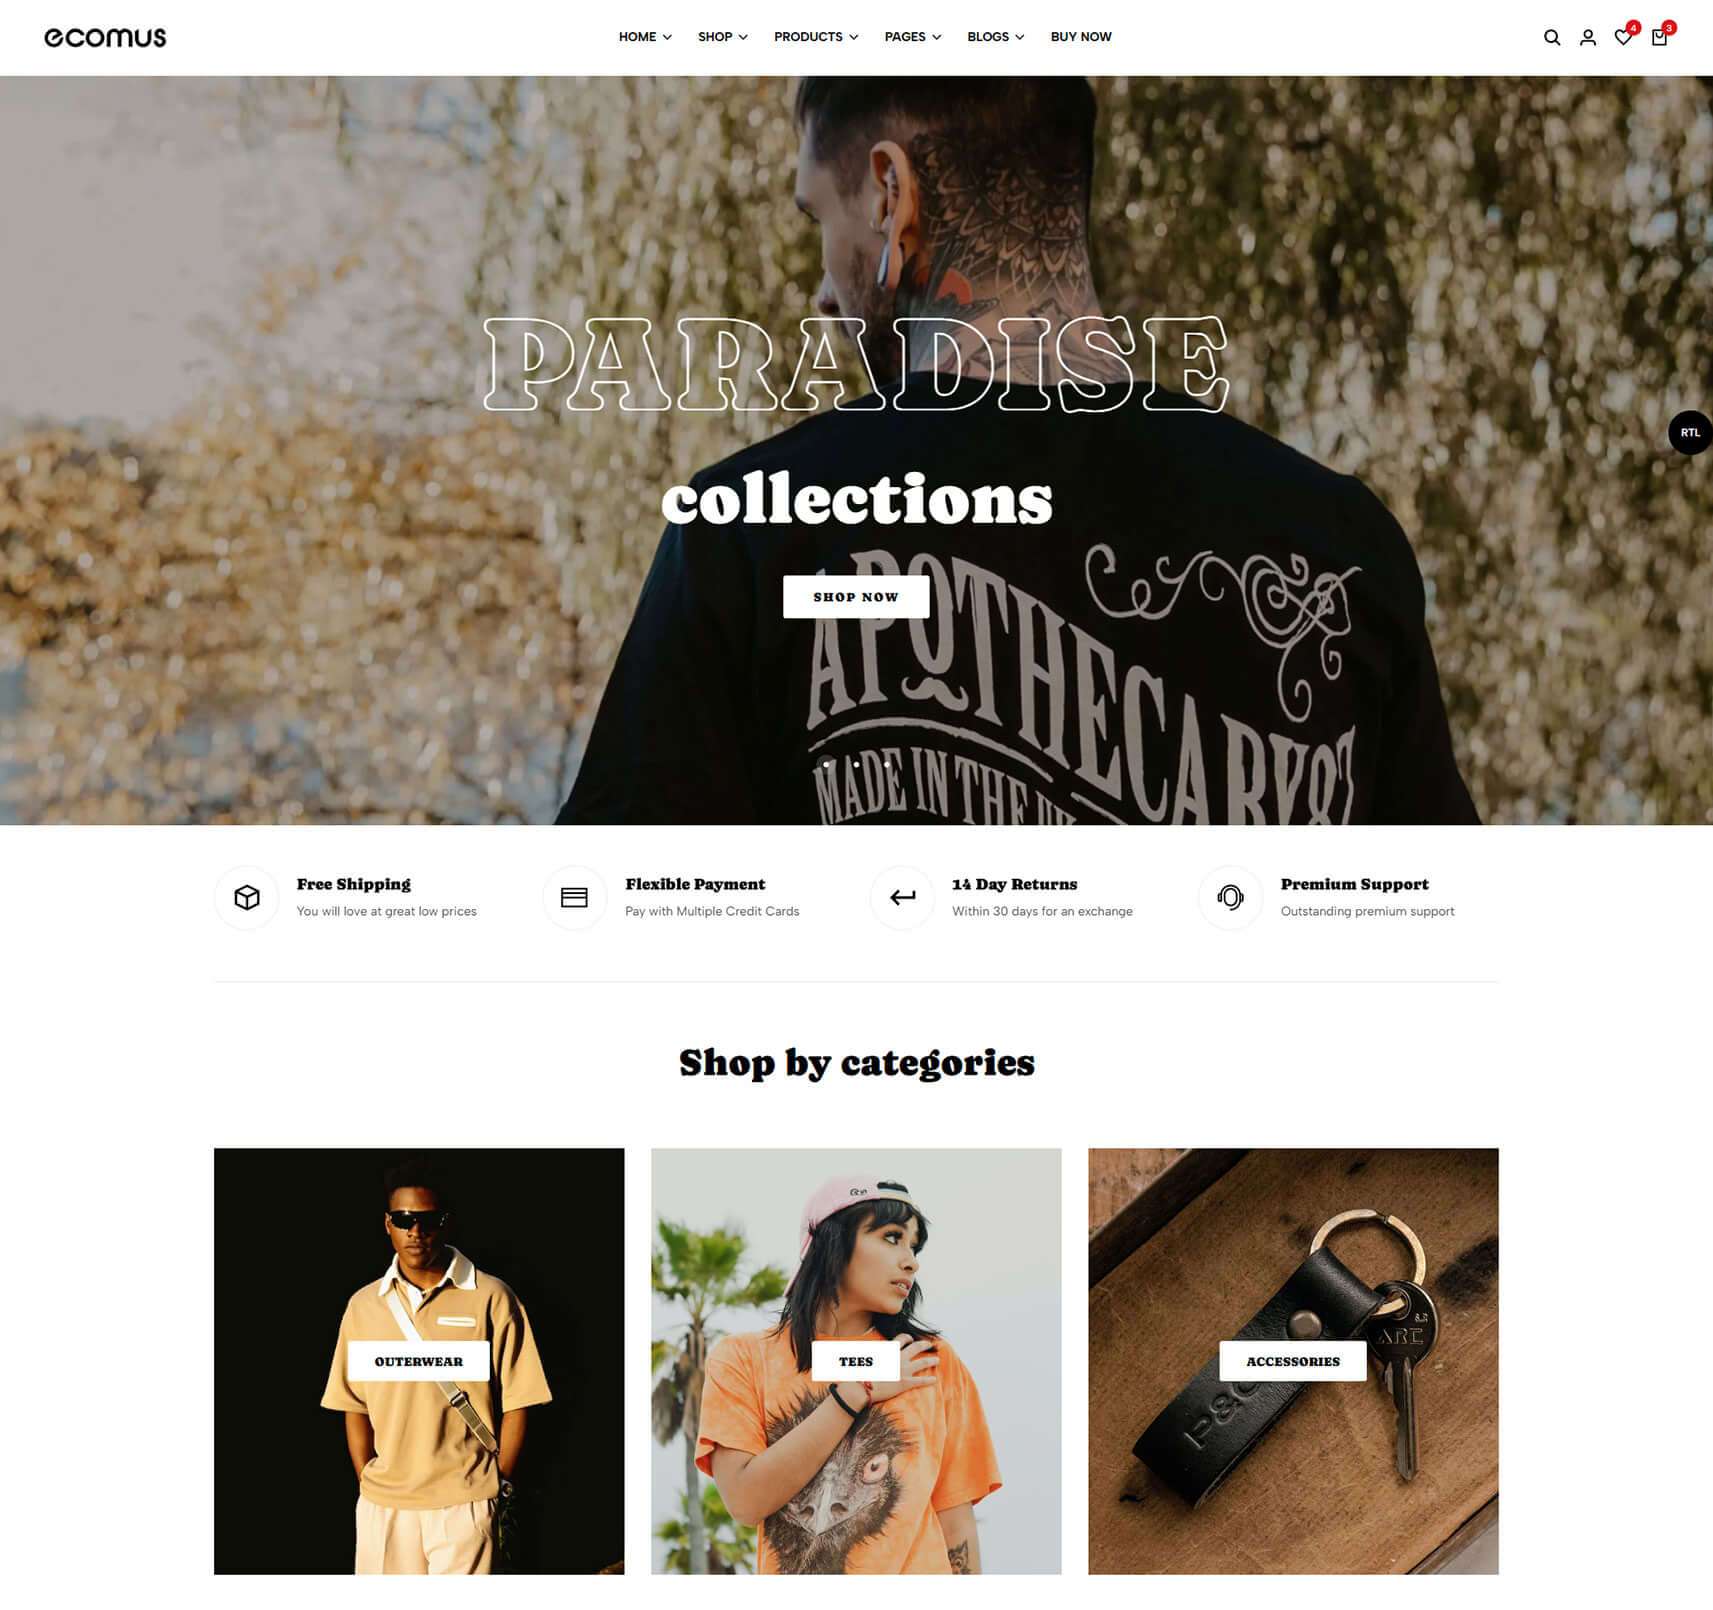 ecomus
HOME SHOP PRODUCTS PAGES BLOGS BUY NOW
4 3
PARADISE
RTL
collections
SHOP NOW
APOTHECARY87
MADE IN THE UK
Free Shipping
You will love at great low prices
Flexible Payment
Pay with Multiple Credit Cards
14 Day Returns
Within 30 days for an exchange
Premium Support
Outstanding premium support
Shop by categories
OUTERWEAR
TEES
ACCESSORIES